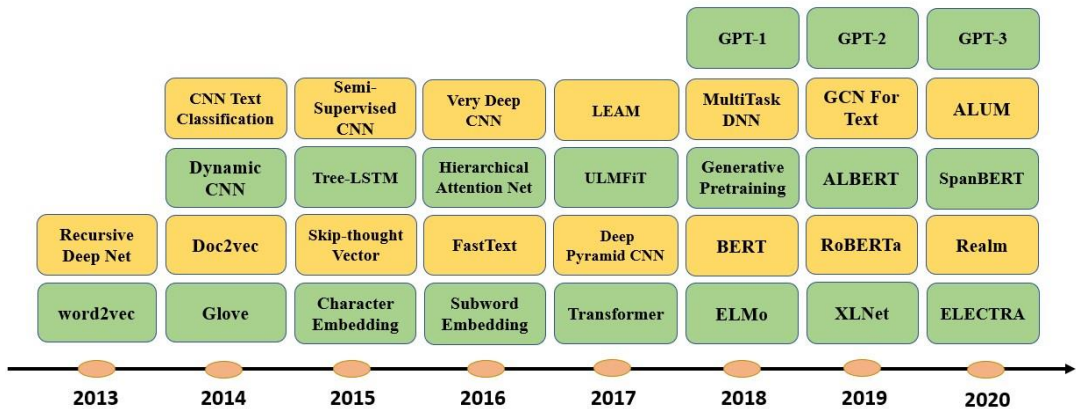 GPT-1
GPT-2
GPT-3
CNN Text
Classification
Semi-
Supervised
CNN
Very Deep
CNN
LEAM
MultiTask
DNN
GCN For
Text
ALUM
Dynamic
CNN
Tree-LSTM
Hierarchical
Attention Net
ULMFiT
Generative
Pretraining
ALBERT
SpanBERT
Recursive
Deep Net
Doc2vec
Skip-thought
Vector
FastText
Deep
Pyramid CNN
BERT
RoBERTa
Realm
word2vec
Glove
Character
Embedding
Subword
Embedding
Transformer
ELMo
XLNet
ELECTRA
2013
2014
2015
2016
2017
2018
2019
2020